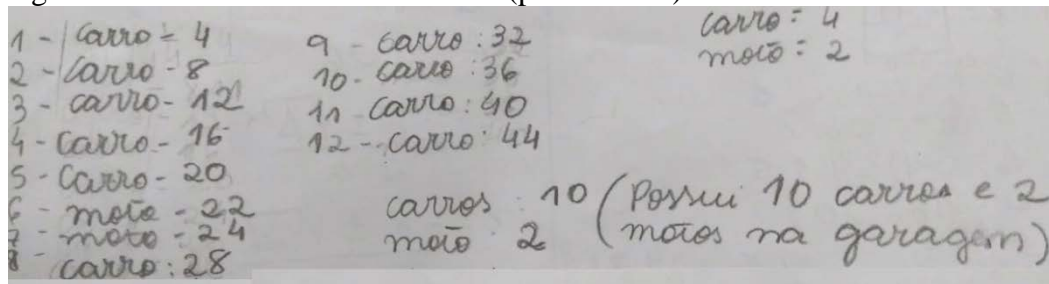 1 - carro - 4
2 - Carro - 8
3 - carro - 12
4 - Carro - 16
5 - Carro - 20
6 - moto - 22
7 - moto - 24
8 - carro : 28
9 - carro : 32
10 - carro : 36
11 - carro : 40
12 - carro : 44
carro = 4
moto = 2
carros : 10 (Possui 10 carros e 2
moto : 2 (motos na garagem)